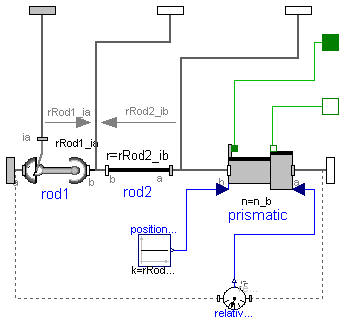 rRod1_ia rRod2_ib
ia
rRod1_ia
r=rRod2_ib
a b b a b a
rod1 rod2
n=n_b
prismatic
position...
k=rRod...
relativ...